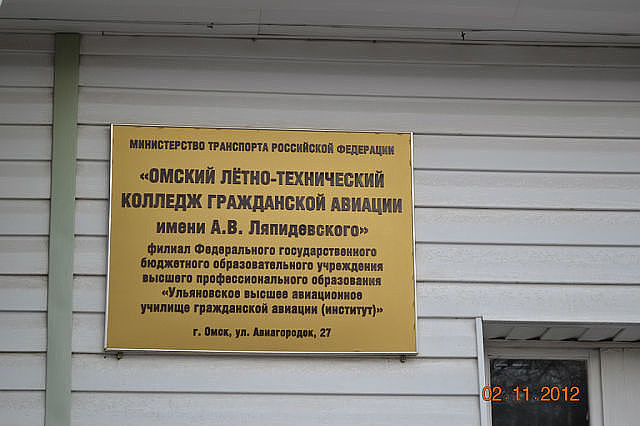 МИНИСТЕРСТВО ТРАНСПОРТА РОССИЙСКОЙ ФЕДЕРАЦИИ
«ОМСКИЙ ЛЁТНО-ТЕХНИЧЕСКИЙ
КОЛЛЕДЖ ГРАЖДАНСКОЙ АВИАЦИИ
имени А.В. Ляпидевского»
филиал Федерального государственного
бюджетного образовательного учреждения
высшего профессионального образования
«Ульяновское высшее авиационное
училище гражданской авиации (институт)»
г. Омск, ул. Авиагородок, 27
02 11 2012